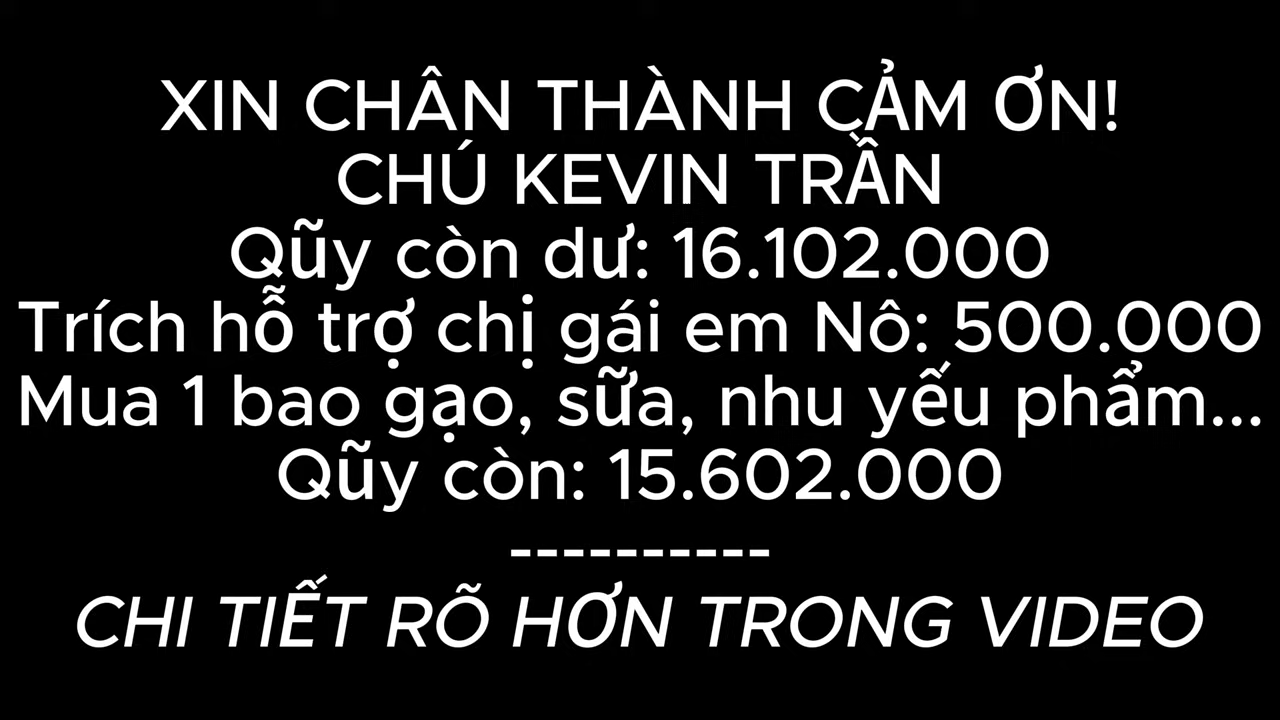 XIN CHÂN THÀNH CẢM ƠN!
CHÚ KEVIN TRẦN
Qũy còn dư: 16.102.000
Trích hỗ trợ chị gái em Nô: 500.000
Mua 1 bao gạo, sữa, nhu yếu phẩm...
Qũy còn: 15.602.000
----------
CHI TIẾT RÕ HƠN TRONG VIDEO